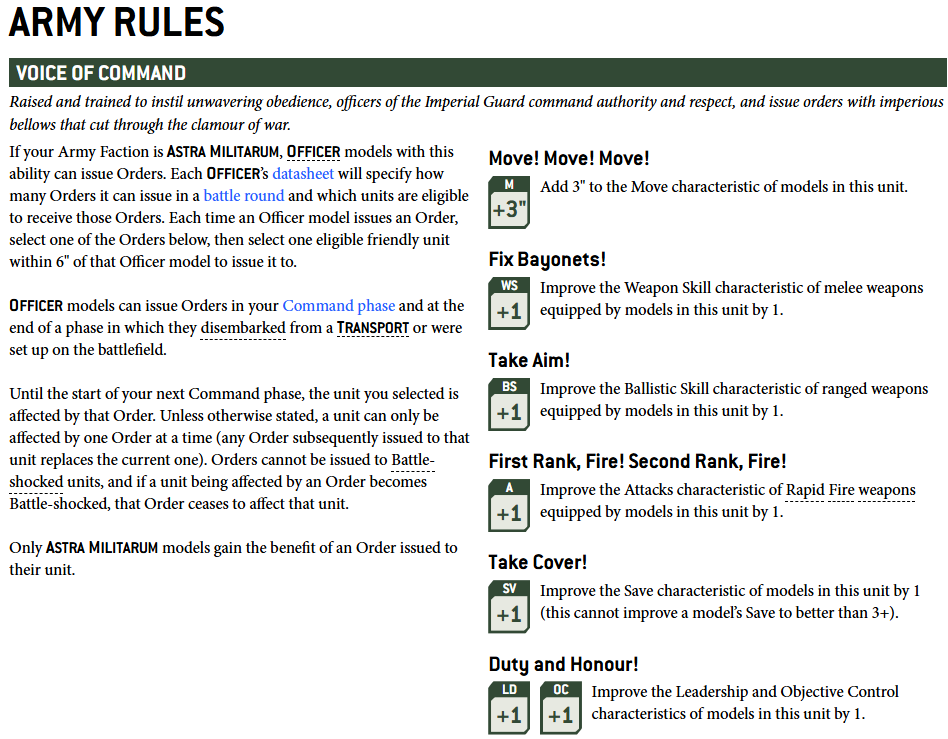 ARMY RULES
VOICE OF COMMAND
Raised and trained to instil unwavering obedience, officers of the Imperial Guard command authority and respect, and issue orders with imperious
bellows that cut through the clamour of war.
If your Army Faction is ASTRA MILITARUM, OFFICER models with this
ability can issue Orders. Each OFFICER's datasheet will specify how
many Orders it can issue in a battle round and which units are eligible
to receive those Orders. Each time an Officer model issues an Order,
select one of the Orders below, then select one eligible friendly unit
within 6" of that Officer model to issue it to.
OFFICER models can issue Orders in your Command phase and at the
end of a phase in which they disembarked from a TRANSPORT or were
set up on the battlefield.
Until the start of your next Command phase, the unit you selected is
affected by that Order. Unless otherwise stated, a unit can only be
affected by one Order at a time (any Order subsequently issued to that
unit replaces the current one). Orders cannot be issued to Battle-
shocked units, and if a unit being affected by an Order becomes
Battle-shocked, that Order ceases to affect that unit.
Only ASTRA MILITARUM models gain the benefit of an Order issued to
their unit.
Move! Move! Move!
M
+3"
Add 3" to the Move characteristic of models in this unit.
Fix Bayonets!
WS
+1
Improve the Weapon Skill characteristic of melee weapons
equipped by models in this unit by 1.
Take Aim!
BS
+1
Improve the Ballistic Skill characteristic of ranged weapons
equipped by models in this unit by 1.
First Rank, Fire! Second Rank, Fire!
A
+1
Improve the Attacks characteristic of Rapid Fire weapons
equipped by models in this unit by 1.
Take Cover!
SV
+1
Improve the Save characteristic of models in this unit by 1
(this cannot improve a model's Save to better than 3+).
Duty and Honour!
LD
+1
OC
+1
Improve the Leadership and Objective Control
characteristics of models in this unit by 1.